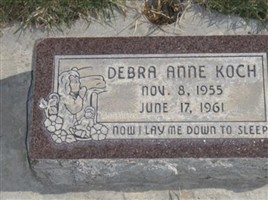 DEBRA ANNE KOCH
NOV. 8, 1955
JUNE 17, 1961
NOW I LAY ME DOWN TO SLEEP